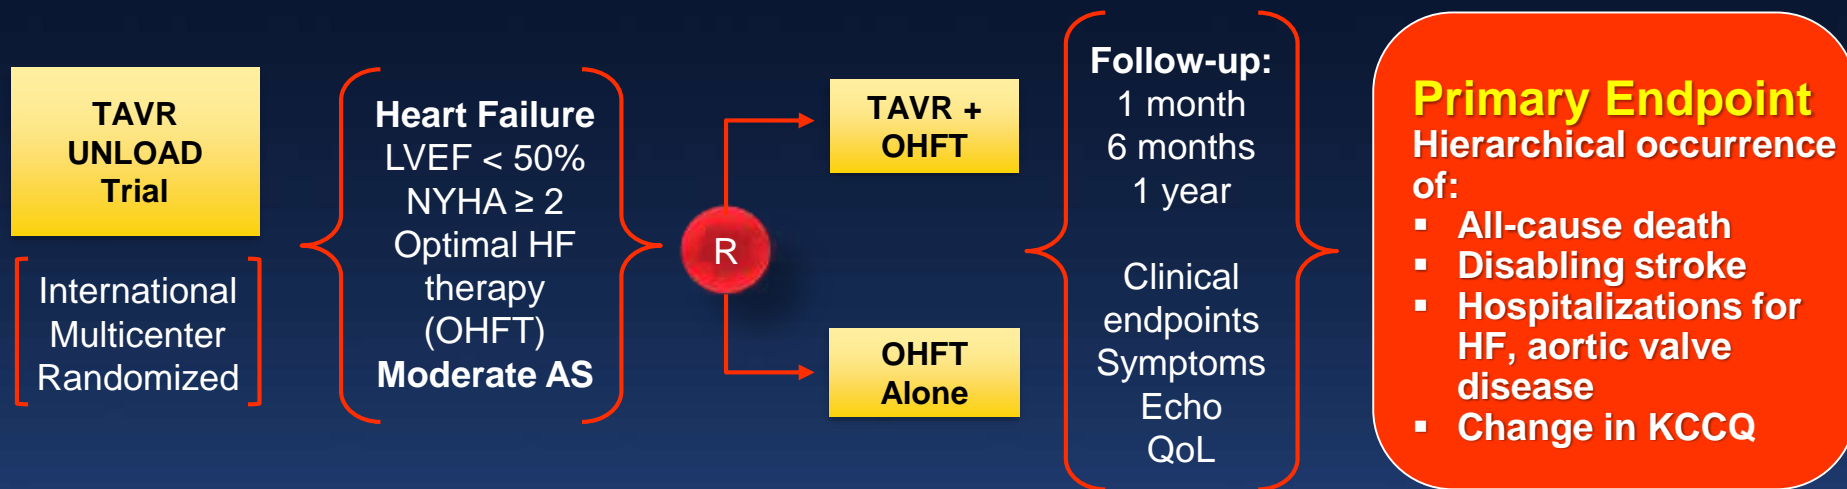 TAVR
UNLOAD
Trial
International
Multicenter
Randomized
Heart Failure
LVEF < 50%
NYHA ≥ 2
Optimal HF
therapy
(OHFT)
Moderate AS
R
TAVR +
OHFT
OHFT
Alone
Follow-up:
1 month
6 months
1 year
Clinical
endpoints
Symptoms
Echo
QoL
Primary Endpoint
Hierarchical occurrence
of:
▪ All-cause death
▪ Disabling stroke
▪ Hospitalizations for
HF, aortic valve
disease
▪ Change in KCCQ